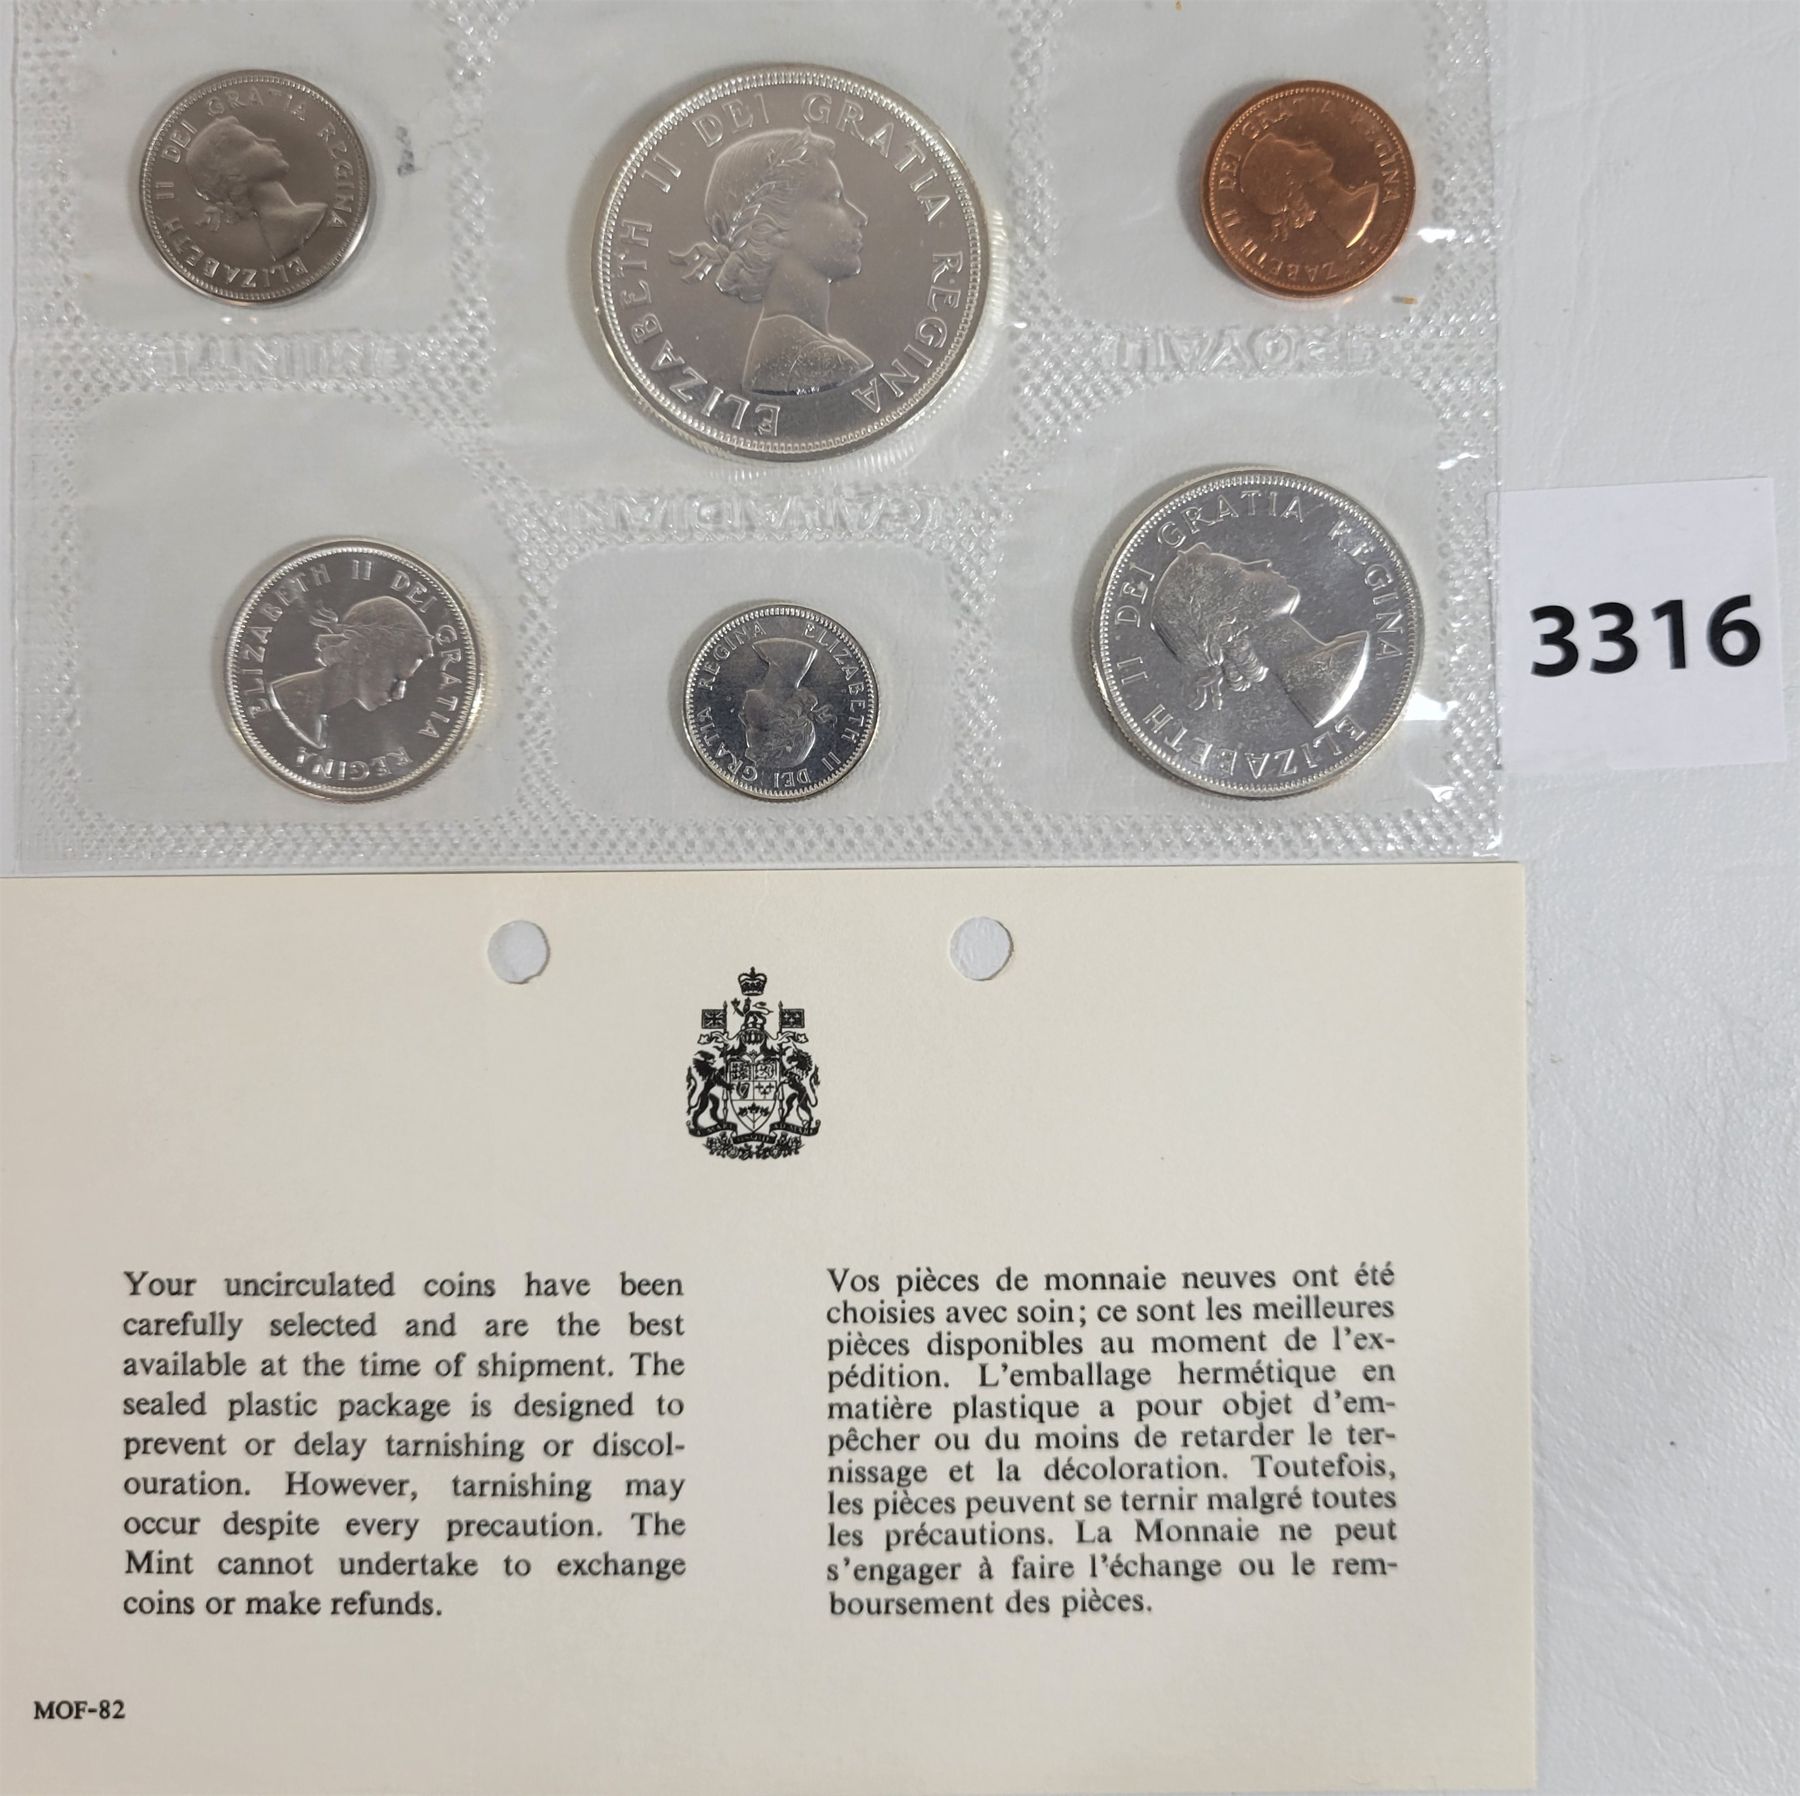 ELIZABETH II DEI GRATIA REGINA
ELIZABETH II DEI GRATIA REGINA
ELIZABETH II DEI GRATIA REGINA
ROYAL
MINT
CANADIAN
ELIZABETH II DEI GRATIA REGINA
ELIZABETH II DEI GRATIA REGINA
ELIZABETH II DEI GRATIA REGINA
3316
Your uncirculated coins have been
carefully selected and are the best
available at the time of shipment. The
sealed plastic package is designed to
prevent or delay tarnishing or discol-
ouration. However, tarnishing may
occur despite every precaution. The
Mint cannot undertake to exchange
coins or make refunds.
Vos pièces de monnaie neuves ont été
choisies avec soin; ce sont les meilleures
pièces disponibles au moment de l'ex-
pédition. L'emballage hermétique en
matière plastique a pour objet d'em-
pêcher ou du moins de retarder le ter-
nissage et la décoloration. Toutefois,
les pièces peuvent se ternir malgré toutes
les précautions. La Monnaie ne peut
s'engager à faire l'échange ou le rem-
boursement des pièces.
MOF-82